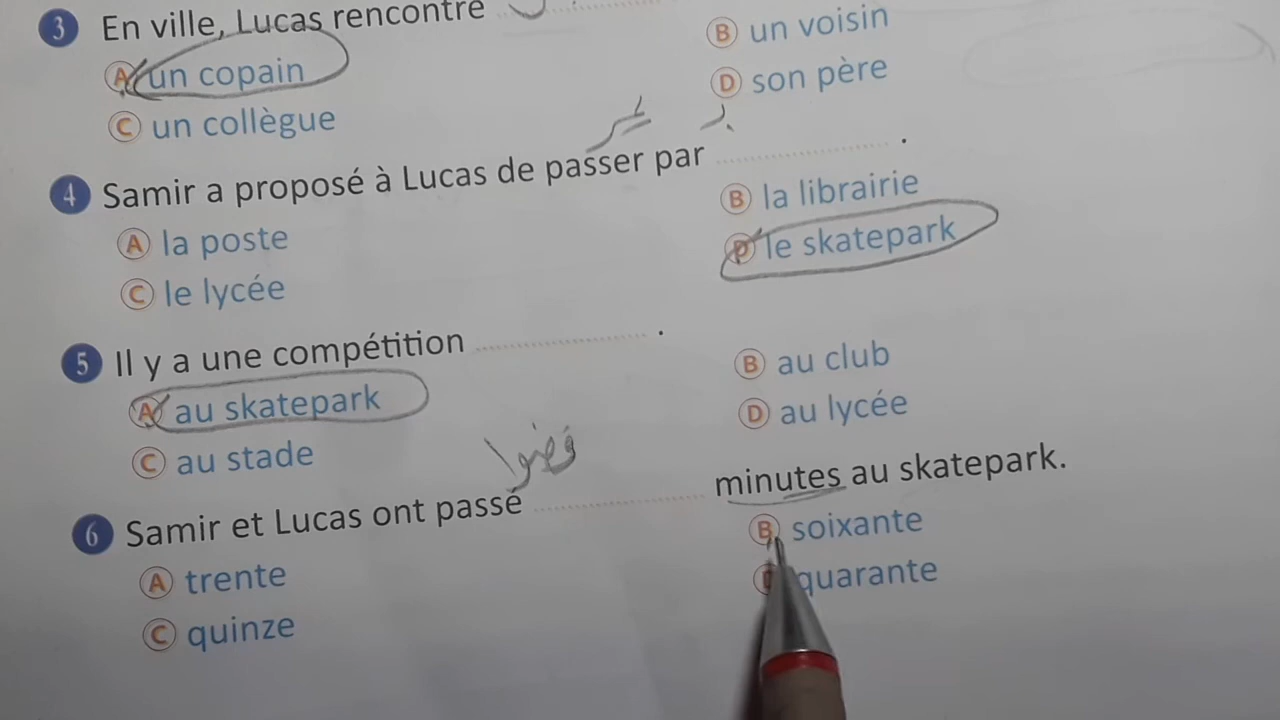 3 En ville, Lucas rencontre ..........
A un copain
B un voisin
C un collègue
D son père
4 Samir a proposé à Lucas de passer par .......... .
A la poste
B la librairie
C le lycée
D le skatepark
5 Il y a une compétition .......... .
A au skatepark
B au club
C au stade
D au lycée
قضوا
6 Samir et Lucas ont passé .......... minutes au skatepark.
A trente
B soixante
C quinze
D quarante